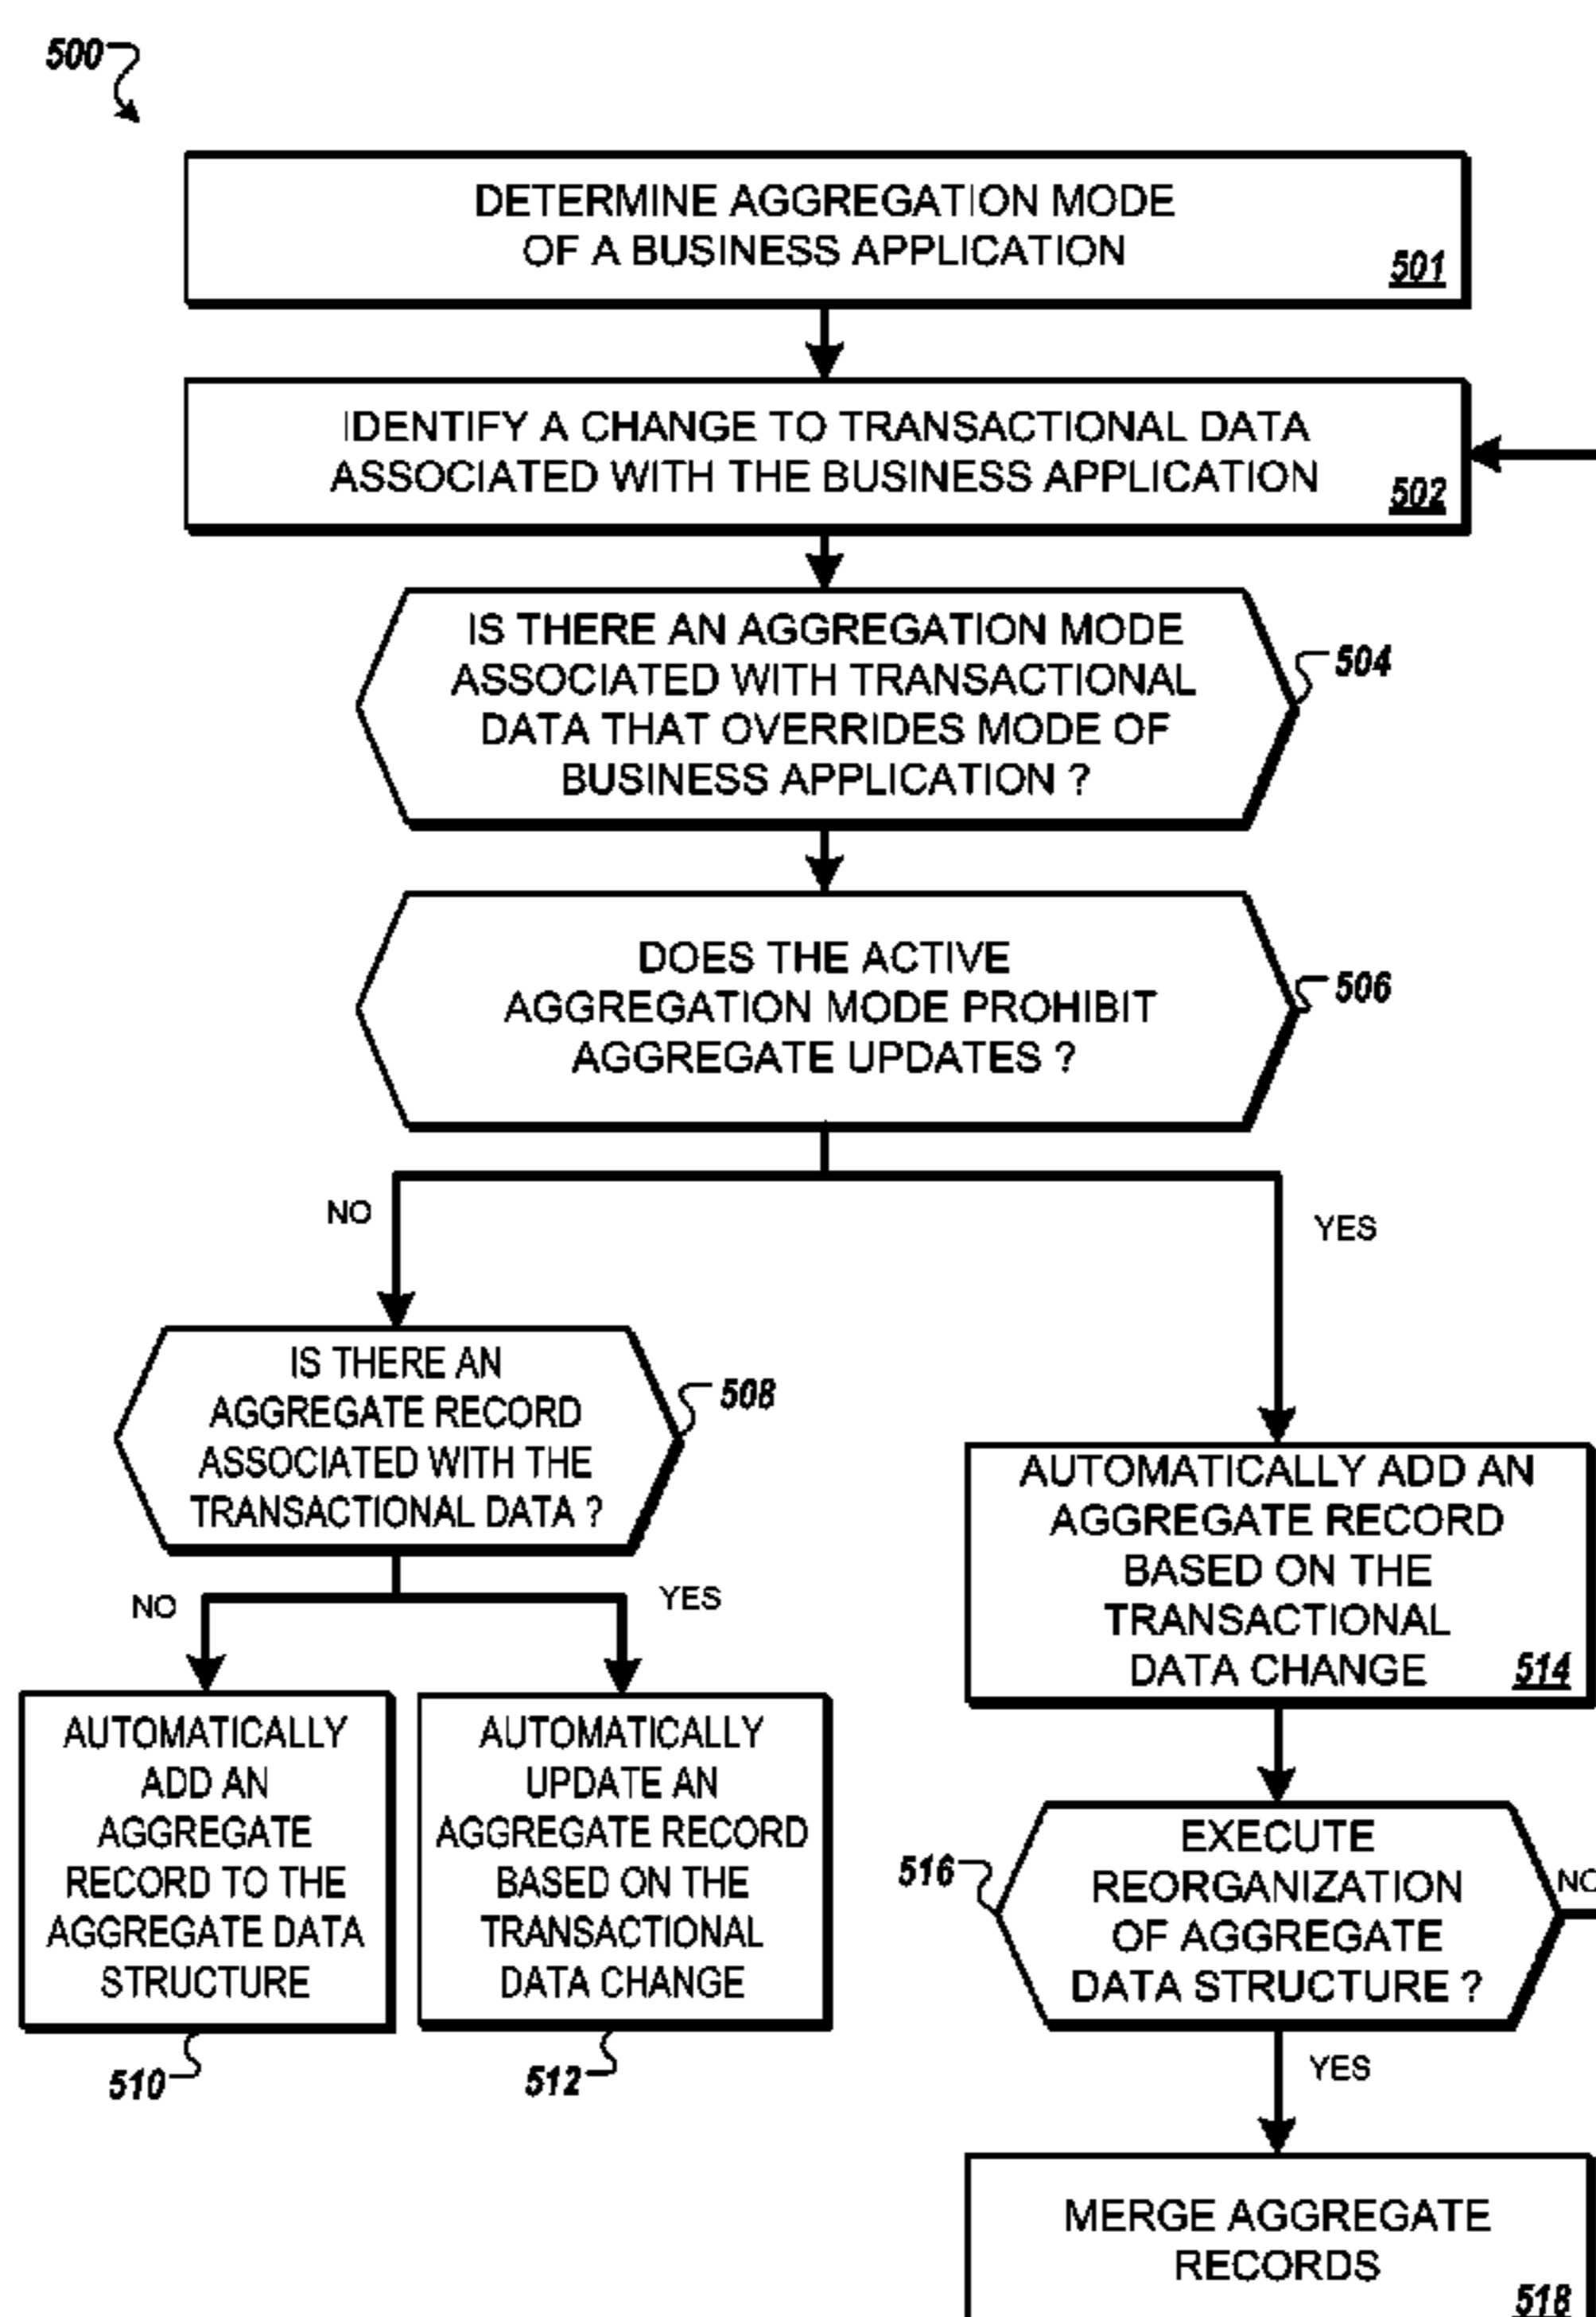 500
DETERMINE AGGREGATION MODE
OF A BUSINESS APPLICATION
501
IDENTIFY A CHANGE TO TRANSACTIONAL DATA
ASSOCIATED WITH THE BUSINESS APPLICATION
502
IS THERE AN AGGREGATION MODE
ASSOCIATED WITH TRANSACTIONAL
DATA THAT OVERRIDES MODE OF
BUSINESS APPLICATION ?
504
DOES THE ACTIVE
AGGREGATION MODE PROHIBIT
AGGREGATE UPDATES ?
506
NO
YES
IS THERE AN
AGGREGATE RECORD
ASSOCIATED WITH THE
TRANSACTIONAL DATA ?
508
NO
YES
AUTOMATICALLY
ADD AN
AGGREGATE
RECORD TO THE
AGGREGATE DATA
STRUCTURE
510
AUTOMATICALLY
UPDATE AN
AGGREGATE RECORD
BASED ON THE
TRANSACTIONAL
DATA CHANGE
512
AUTOMATICALLY ADD AN
AGGREGATE RECORD
BASED ON THE
TRANSACTIONAL
DATA CHANGE
514
EXECUTE
REORGANIZATION
OF AGGREGATE
DATA STRUCTURE ?
516
NO
YES
MERGE AGGREGATE
RECORDS
518